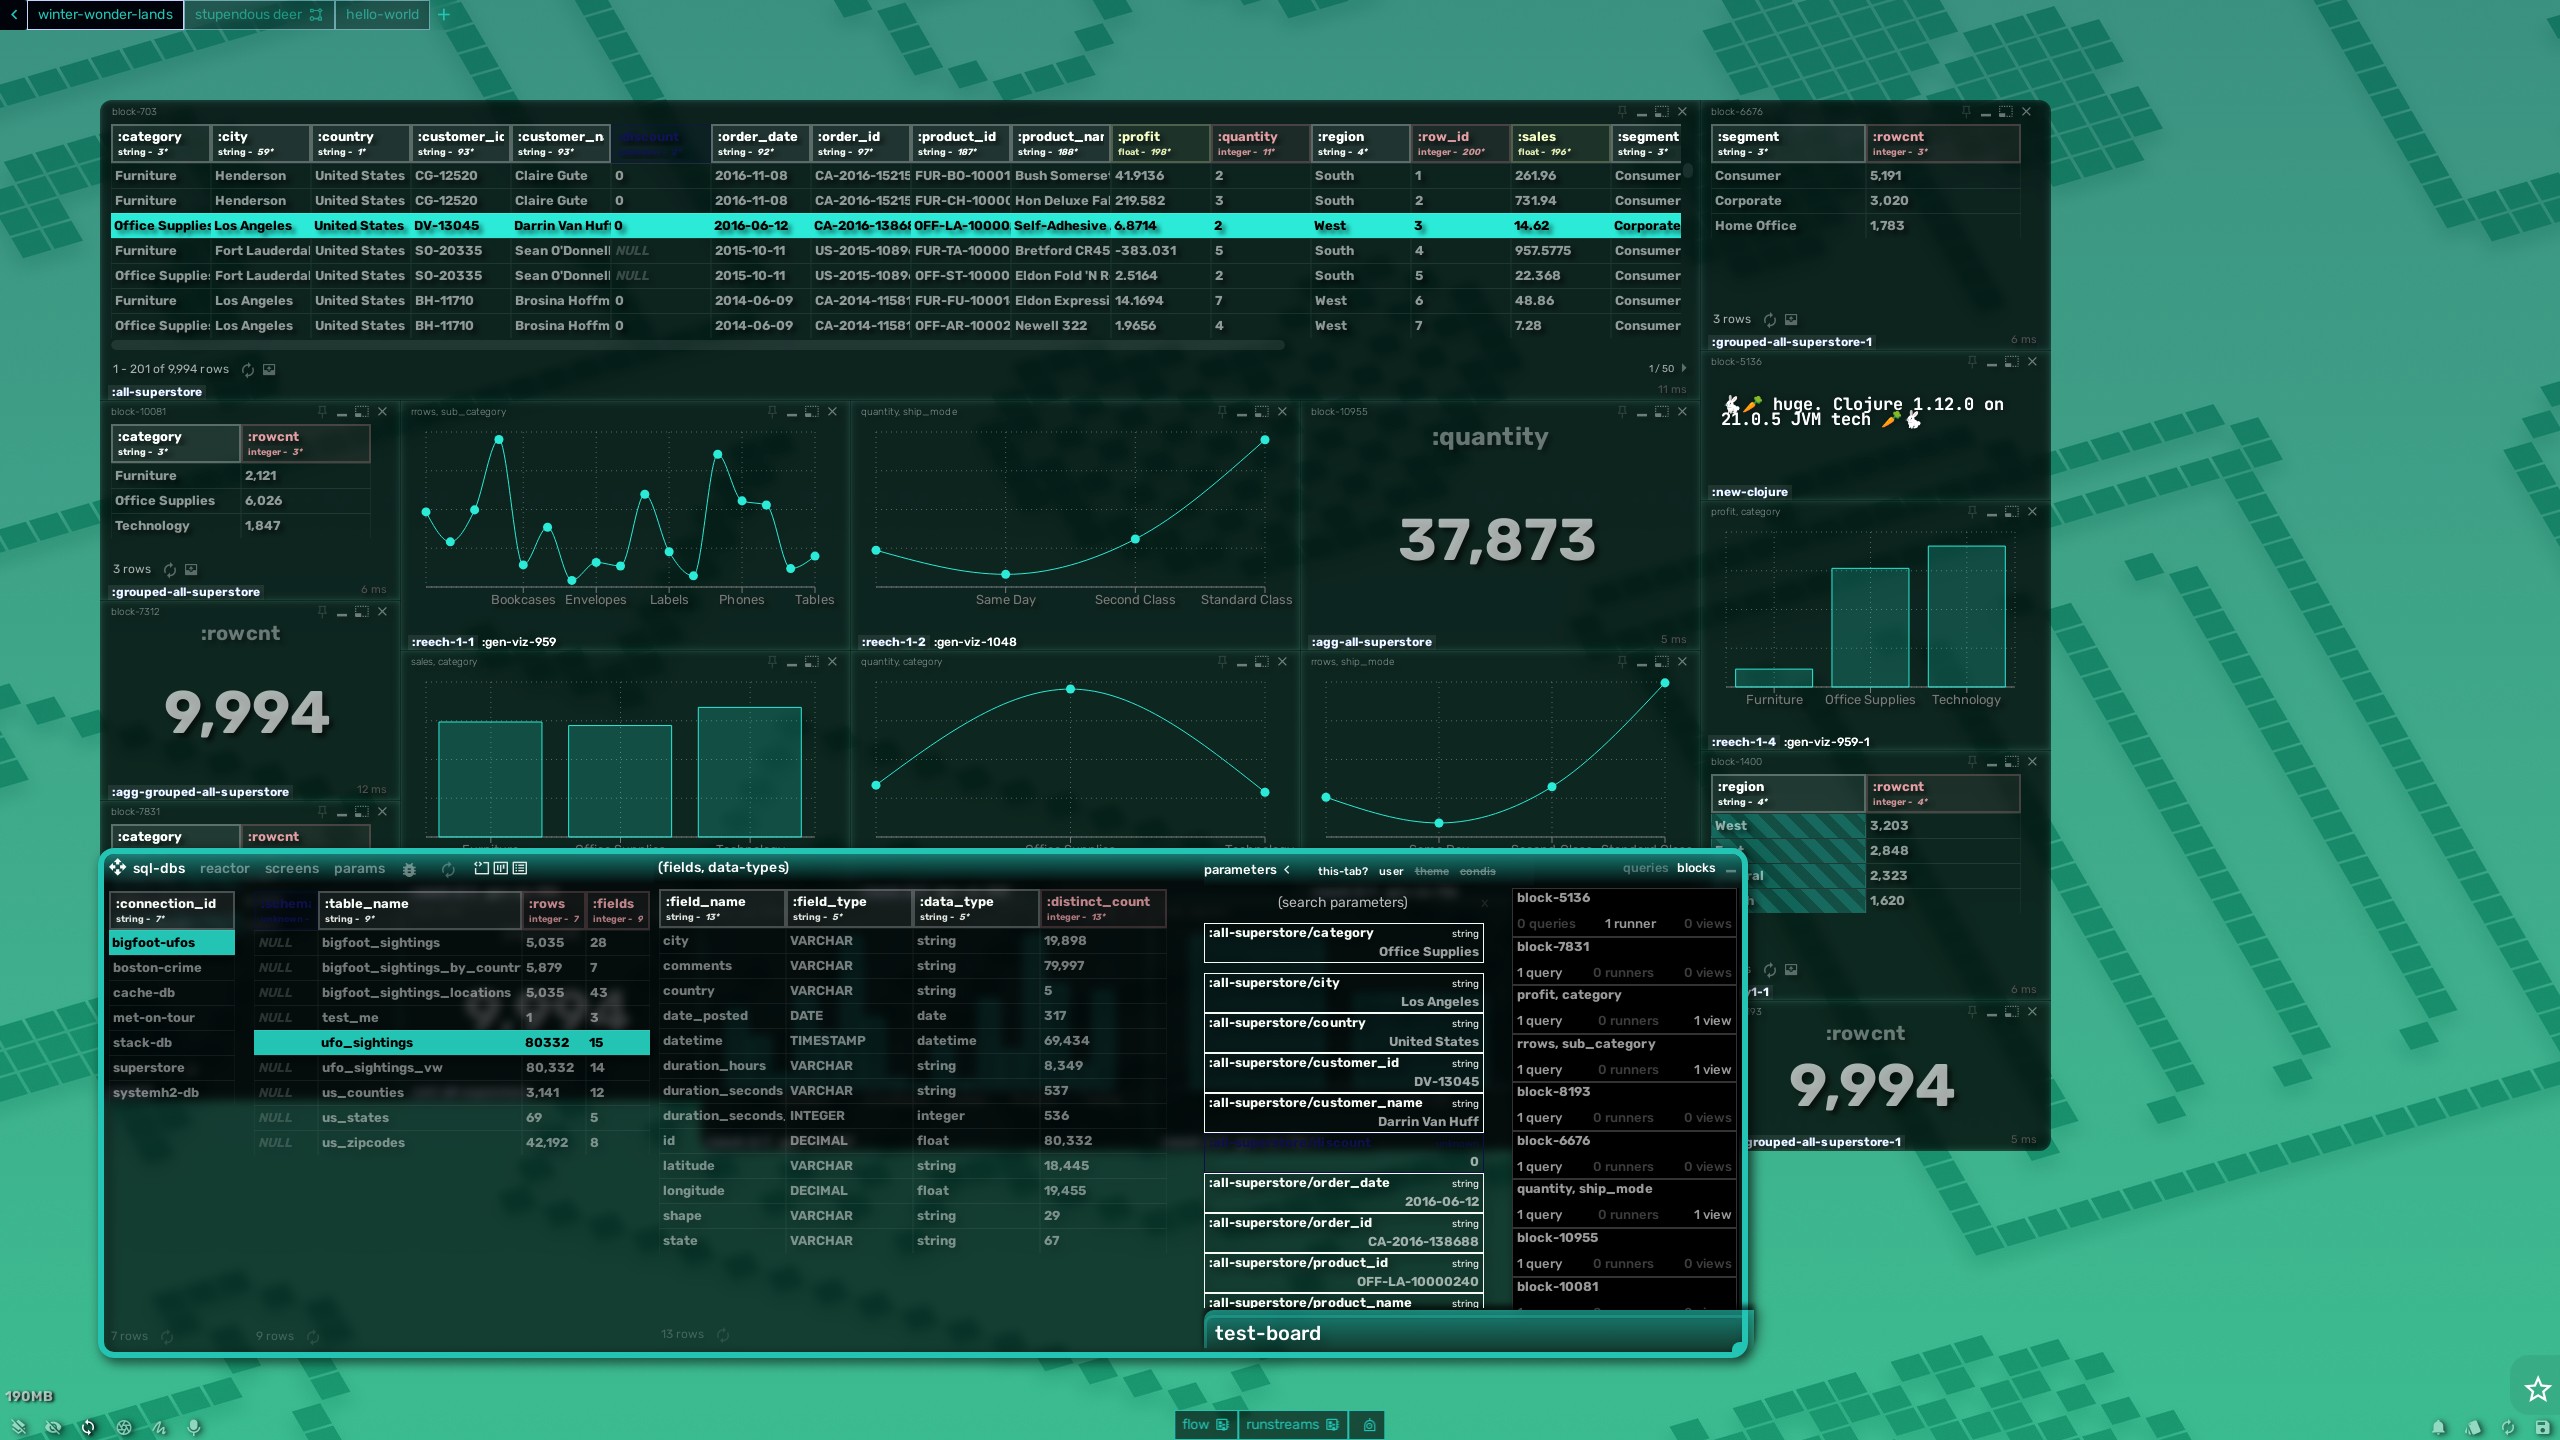 winter-wonder-lands stupendous deer hello-world +
block-703
:category :city :country :customer_ic :customer_n :order_date :order_id :product_id :product_nar :profit :quantity :region :row_id :sales :segment
string - 3* string - 59* string - 1* string - 93* string - 93* string - 92* string - 97* string - 187* string - 188* float - 198* integer - 11* string - 4* integer - 200* float - 196* string - 3*
Furniture Henderson United States CG-12520 Claire Gute 0 2016-11-08 CA-2016-15215 FUR-BO-10001 Bush Somerse 41.9136 2 South 1 261.96 Consumer
Furniture Henderson United States CG-12520 Claire Gute 0 2016-11-08 CA-2016-15215 FUR-CH-1000 Hon Deluxe Fa 219.582 3 South 2 731.94 Consumer
Office Supplies Los Angeles United States DV-13045 Darrin Van Huf 0 2016-06-12 CA-2016-13868 OFF-LA-10000 Self-Adhesive 6.8714 2 West 3 14.62 Corporate
Furniture Fort Lauderdal United States SO-20335 Sean O'Donnell NULL 2015-10-11 US-2015-1089 FUR-TA-10000 Bretford CR45 -383.031 5 South 4 957.5775 Consumer
Office Supplies Fort Lauderdal United States SO-20335 Sean O'Donnell NULL 2015-10-11 US-2015-1089 OFF-ST-10000 Eldon Fold 'N R 2.5164 2 South 5 22.368 Consumer
Furniture Los Angeles United States BH-11710 Brosina Hoffm 0 2014-06-09 CA-2014-11581 FUR-FU-10001 Eldon Expressi 14.1694 7 West 6 48.86 Consumer
Office Supplies Los Angeles United States BH-11710 Brosina Hoffm 0 2014-06-09 CA-2014-11581 OFF-AR-10002 Newell 322 1.9656 4 West 7 7.28 Consumer
1 - 201 of 9,994 rows 1 / 50
11 ms
:all-superstore
block-6676
:segment :rowcnt
string - 3* integer - 3*
Consumer 5,191
Corporate 3,020
Home Office 1,783
3 rows
:grouped-all-superstore-1 6 ms
block-5136
🐇🥕 huge. Clojure 1.12.0 on
21.0.5 JVM tech 🥕🐇
:new-clojure
block-10081
:category :rowcnt
string - 3* integer - 3*
Furniture 2,121
Office Supplies 6,026
Technology 1,847
3 rows
:grouped-all-superstore 6 ms
rrows, sub_category
Bookcases Envelopes Labels Phones Tables
:reech-1-1 :gen-viz-959
quantity, ship_mode
Same Day Second Class Standard Class
:reech-1-2 :gen-viz-1048
block-10955
:quantity
37,873
:agg-all-superstore 5 ms
profit, category
Furniture Office Supplies Technology
:reech-1-4 :gen-viz-959-1
block-7312
:rowcnt
9,994
:agg-grouped-all-superstore 12 ms
sales, category
quantity, category
rrows, ship_mode
block-1400
:region :rowcnt
string - 4* integer - 4*
West 3,203
2,848
ral 2,323
1,620
1-1 6 ms
93
:rowcnt
9,994
grouped-all-superstore-1 5 ms
block-7831
:category :rowcnt
sql-dbs reactor screens params
:connection_id
string - 7*
bigfoot-ufos
boston-crime
cache-db
met-on-tour
stack-db
superstore
systemh2-db
7 rows
:table_name :rows :fields
string - 9* integer - 7 integer - 9
NULL bigfoot_sightings 5,035 28
NULL bigfoot_sightings_by_countr 5,879 7
NULL bigfoot_sightings_locations 5,035 43
NULL test_me 1 3
ufo_sightings 80332 15
NULL ufo_sightings_vw 80,332 14
NULL us_counties 3,141 12
NULL us_states 69 5
NULL us_zipcodes 42,192 8
9 rows
(fields, data-types)
:field_name :field_type :data_type :distinct_count
string - 13* string - 5* string - 5* integer - 13*
city VARCHAR string 19,898
comments VARCHAR string 79,997
country VARCHAR string 5
date_posted DATE date 317
datetime TIMESTAMP datetime 69,434
duration_hours VARCHAR string 8,349
duration_seconds VARCHAR string 537
duration_seconds_ INTEGER integer 536
id DECIMAL float 80,332
latitude VARCHAR string 18,445
longitude DECIMAL float 19,455
shape VARCHAR string 29
state VARCHAR string 67
13 rows
parameters this-tab? user theme condis
(search parameters) x
:all-superstore/category string
Office Supplies
:all-superstore/city string
Los Angeles
:all-superstore/country string
United States
:all-superstore/customer_id string
DV-13045
:all-superstore/customer_name string
Darrin Van Huff
:all-superstore/discount
0
:all-superstore/order_date string
2016-06-12
:all-superstore/order_id string
CA-2016-138688
:all-superstore/product_id string
OFF-LA-10000240
:all-superstore/product_name string
queries blocks
block-5136
0 queries 1 runner 0 views
block-7831
1 query 0 runners 0 views
profit, category
1 query 0 runners 1 view
rrows, sub_category
1 query 0 runners 1 view
block-8193
1 query 0 runners 0 views
block-6676
1 query 0 runners 0 views
quantity, ship_mode
1 query 0 runners 1 view
block-10955
1 query 0 runners 0 views
block-10081
test-board
190MB
flow runstreams